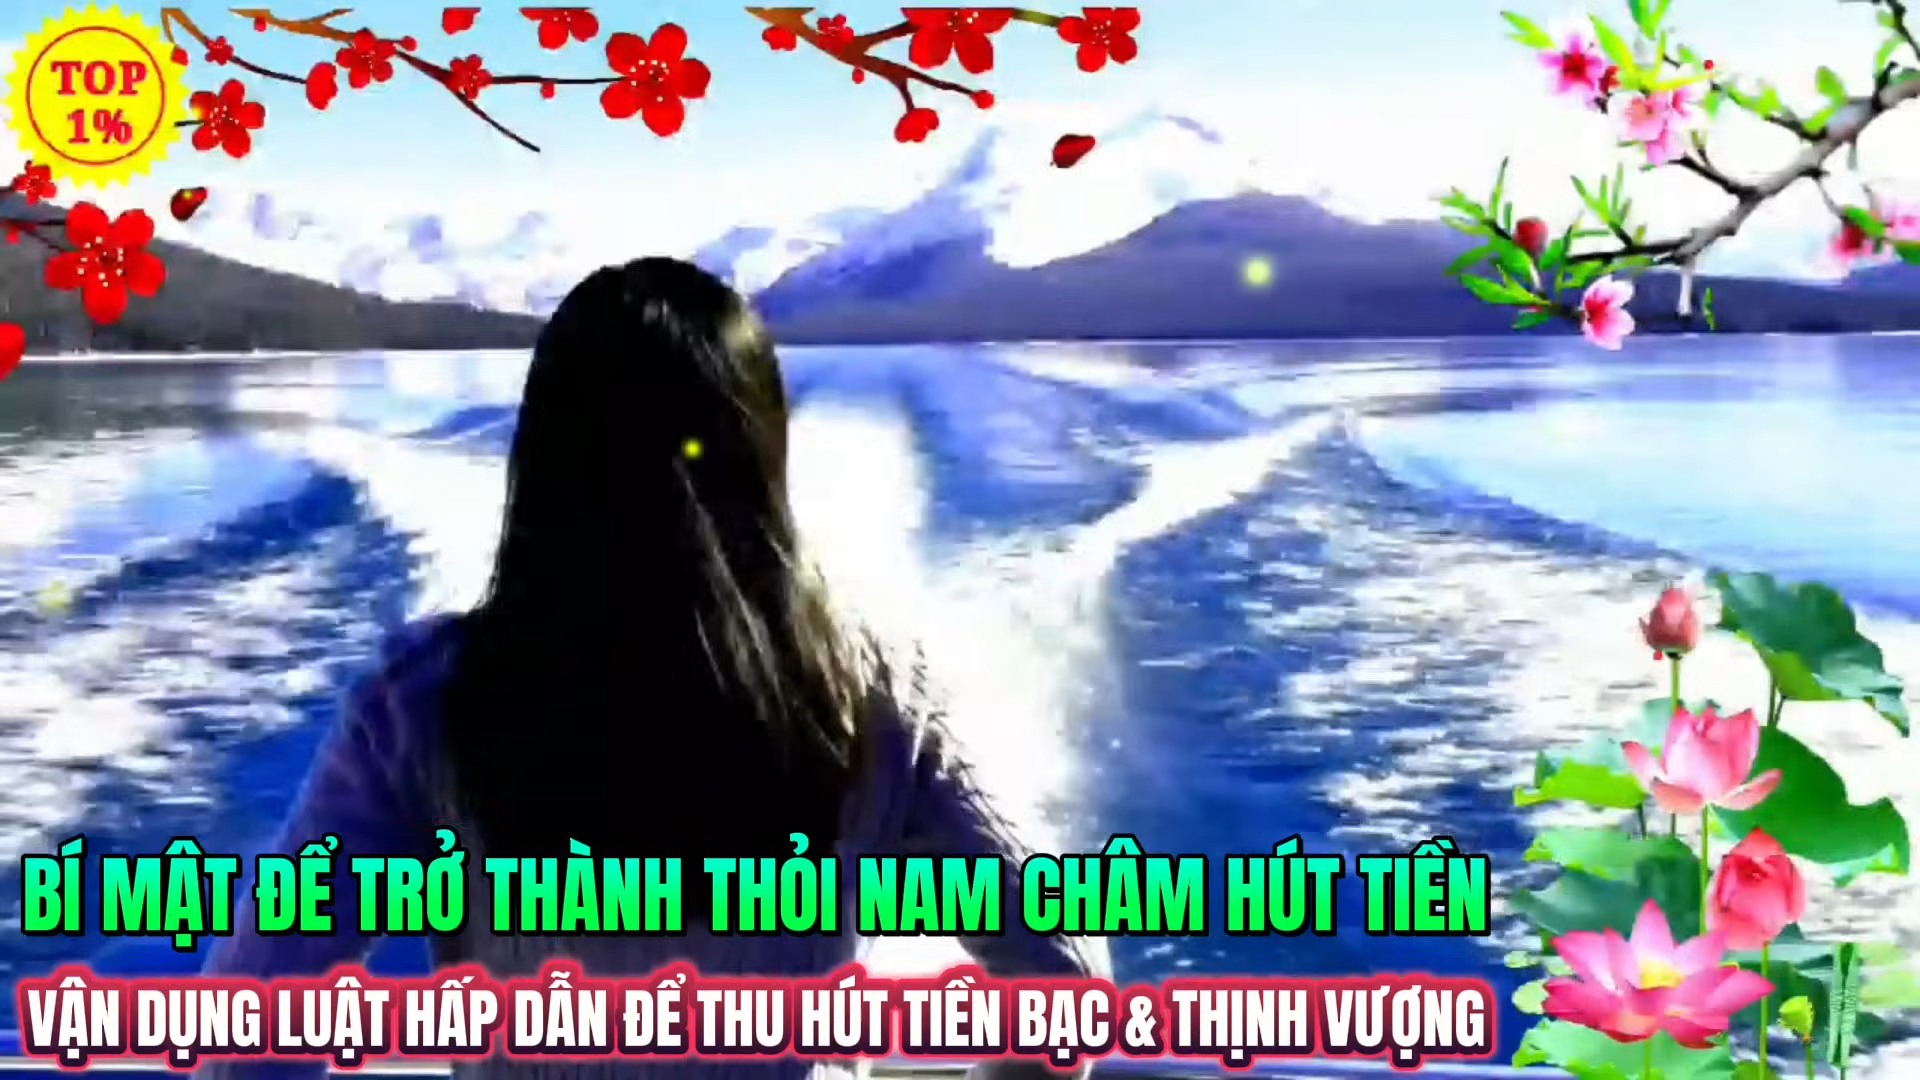 TOP
1%
BÍ MẬT ĐỂ TRỞ THÀNH THỎI NAM CHÂM HÚT TIỀN
VẬN DỤNG LUẬT HẤP DẪN ĐỂ THU HÚT TIỀN BẠC & THỊNH VƯỢNG